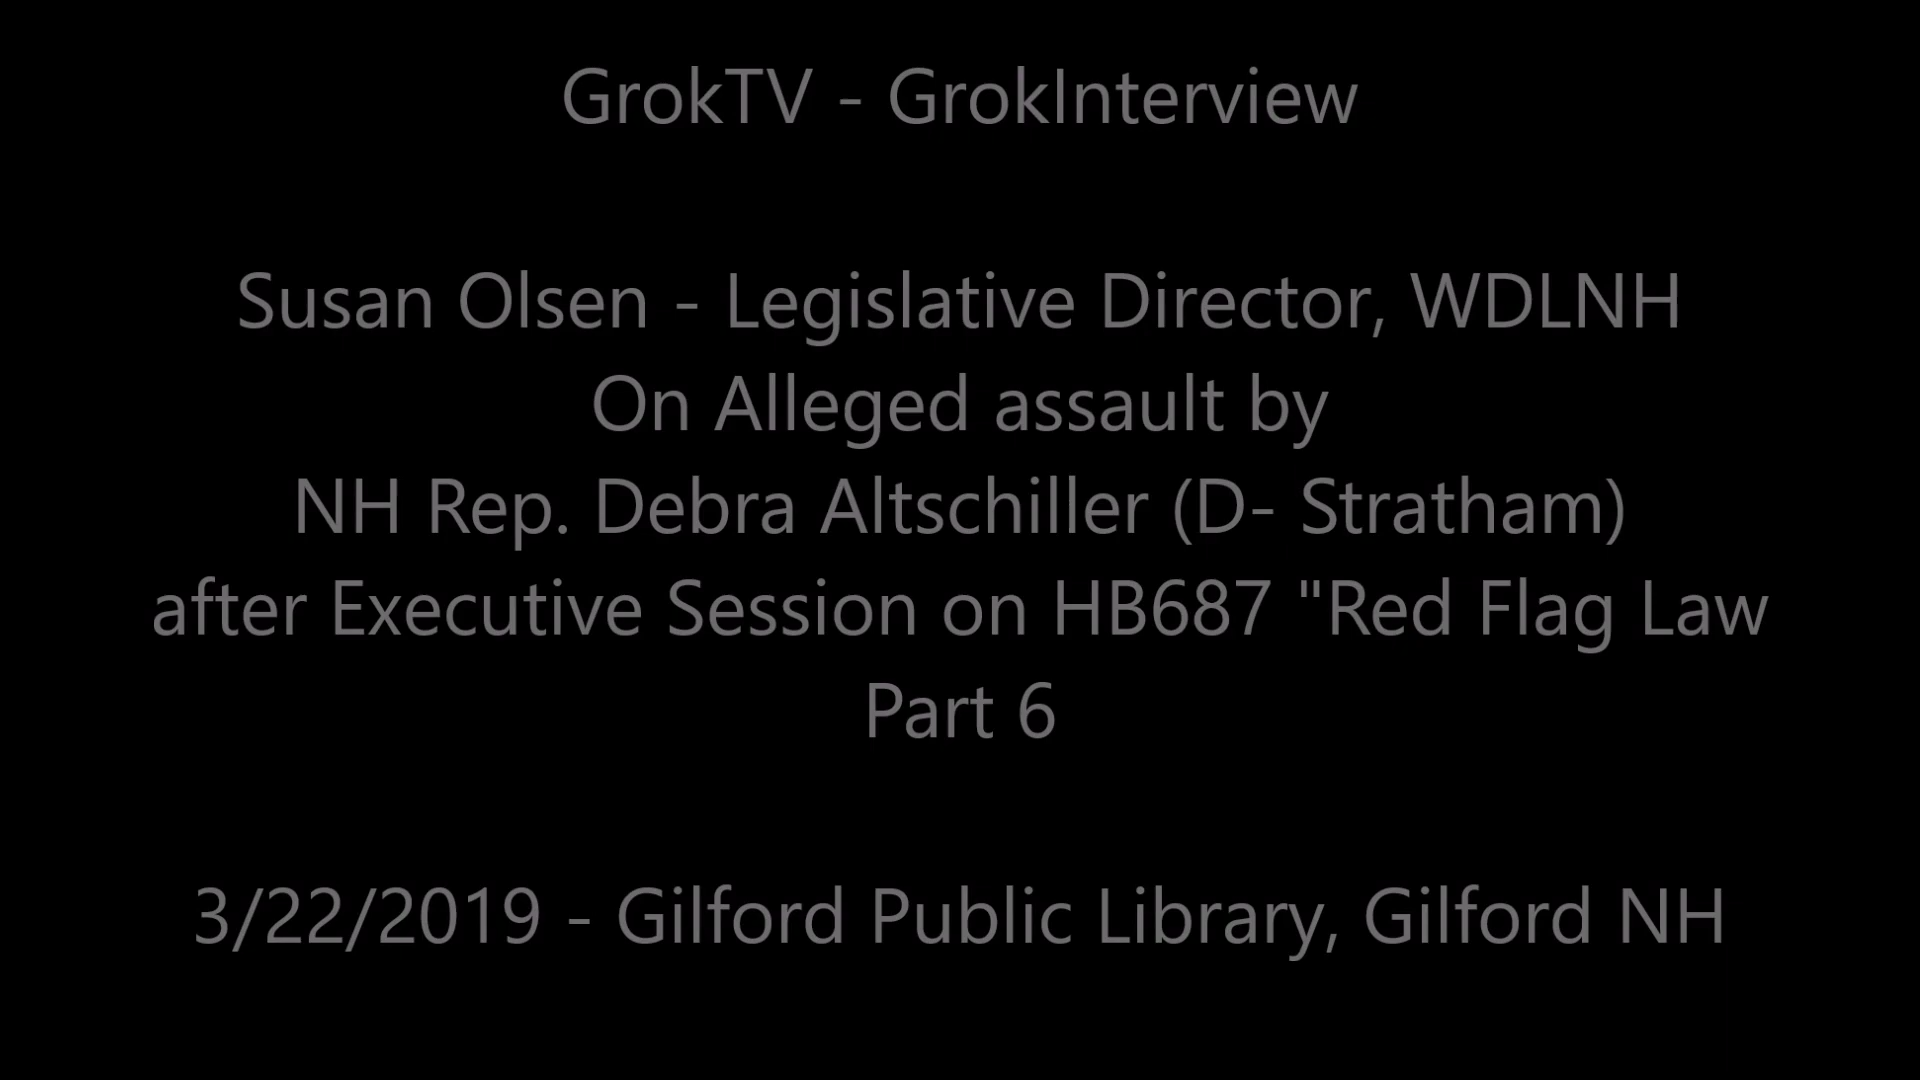 GrokTV - GrokInterview
Susan Olsen - Legislative Director, WDLNH
On Alleged assault by
NH Rep. Debra Altschiller (D- Stratham)
after Executive Session on HB687 "Red Flag Law
Part 6
3/22/2019 - Gilford Public Library, Gilford NH